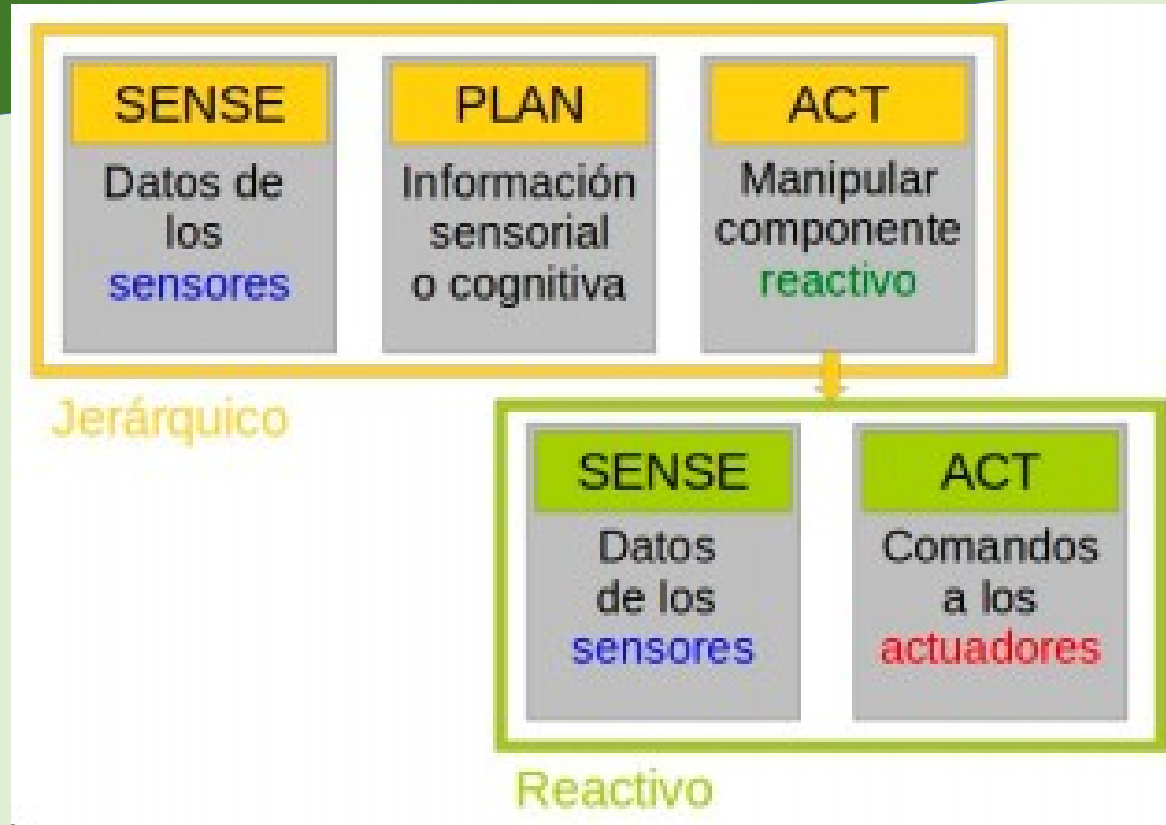 SENSE
Datos de
los
sensores
PLAN
Información
sensorial
o cognitiva
ACT
Manipular
componente
reactivo
Jerárquico
SENSE
Datos
de los
sensores
ACT
Comandos
a los
actuadores
Reactivo